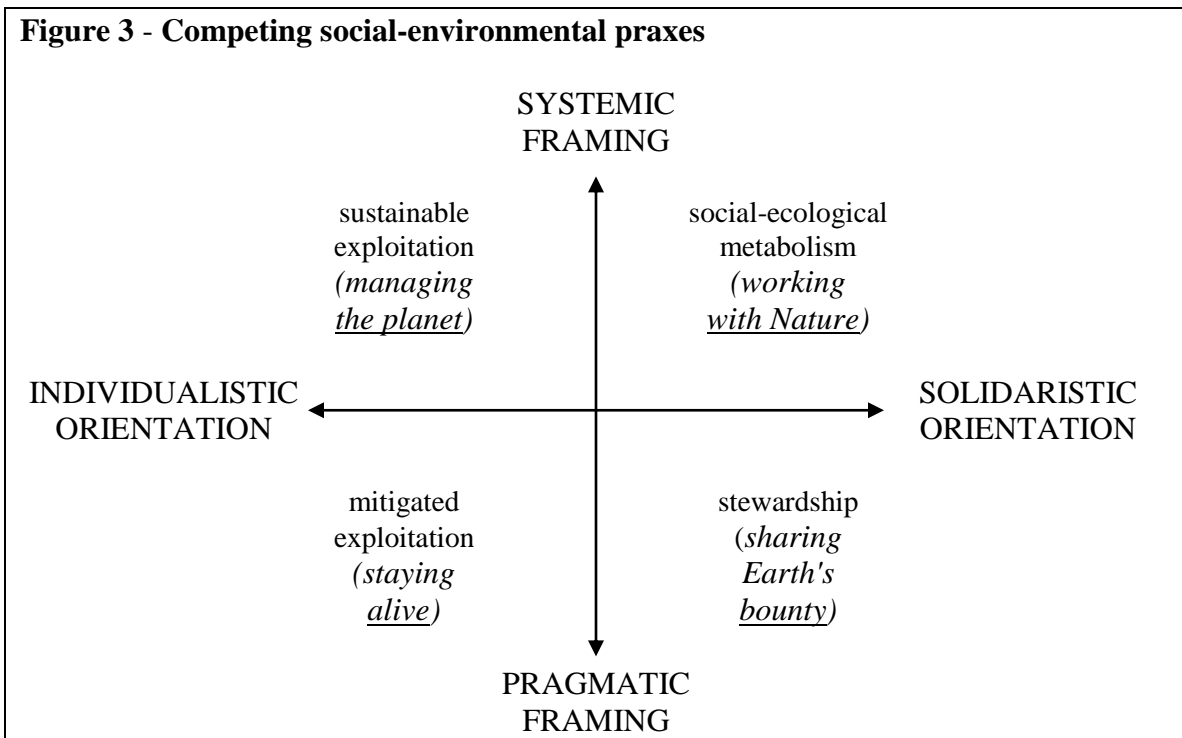 Figure 3 - Competing social-environmental praxes
SYSTEMIC
FRAMING
sustainable
exploitation
(managing
the planet)
social-ecological
metabolism
(working
with Nature)
INDIVIDUALISTIC
ORIENTATION
SOLIDARISTIC
ORIENTATION
mitigated
exploitation
(staying
alive)
stewardship
(sharing
Earth's
bounty)
PRAGMATIC
FRAMING